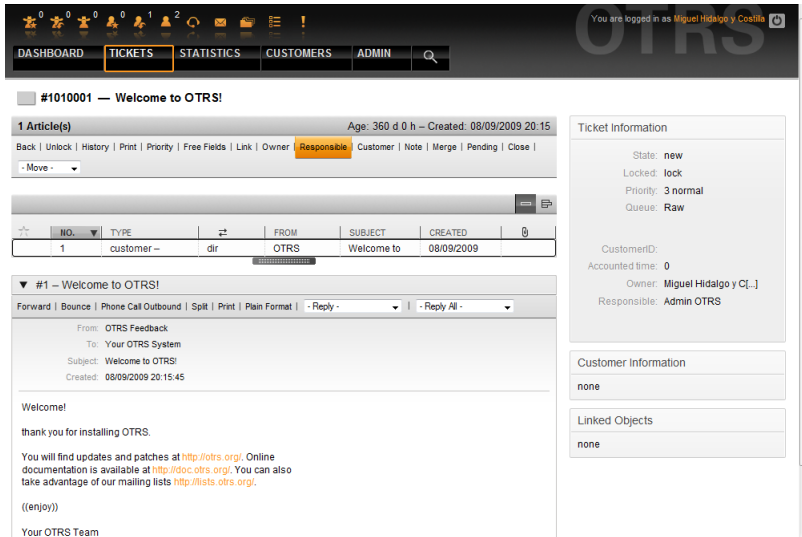 0 0 0 0 1 2
You are logged in as Miguel Hidalgo y Costilla
OTRS
DASHBOARD TICKETS STATISTICS CUSTOMERS ADMIN
#1010001 — Welcome to OTRS!
1 Article(s) Age: 360 d 0 h – Created: 08/09/2009 20:15
Back | Unlock | History | Print | Priority | Free Fields | Link | Owner | Responsible | Customer | Note | Merge | Pending | Close |
- Move -
NO. ▼ TYPE ⇄ FROM SUBJECT CREATED
1 customer – dir OTRS Welcome to 08/09/2009
▼ #1 – Welcome to OTRS!
Forward | Bounce | Phone Call Outbound | Split | Print | Plain Format | - Reply - | - Reply All -
From: OTRS Feedback
To: Your OTRS System
Subject: Welcome to OTRS!
Created: 08/09/2009 20:15:45
Welcome!
thank you for installing OTRS.
You will find updates and patches at http://otrs.org/. Online
documentation is available at http://doc.otrs.org/. You can also
take advantage of our mailing lists http://lists.otrs.org/.
((enjoy))
Your OTRS Team
Ticket Information
State: new
Locked: lock
Priority: 3 normal
Queue: Raw
CustomerID:
Accounted time: 0
Owner: Miguel Hidalgo y C[...]
Responsible: Admin OTRS
Customer Information
none
Linked Objects
none